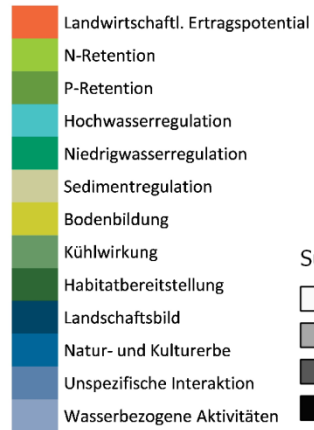 Landwirtschaftl. Ertragspotential
N-Retention
P-Retention
Hochwasserregulation
Niedrigwasserregulation
Sedimentregulation
Bodenbildung
Kühlwirkung
Habitatbereitstellung
Landschaftsbild
Natur- und Kulturerbe
Unspezifische Interaktion
Wasserbezogene Aktivitäten